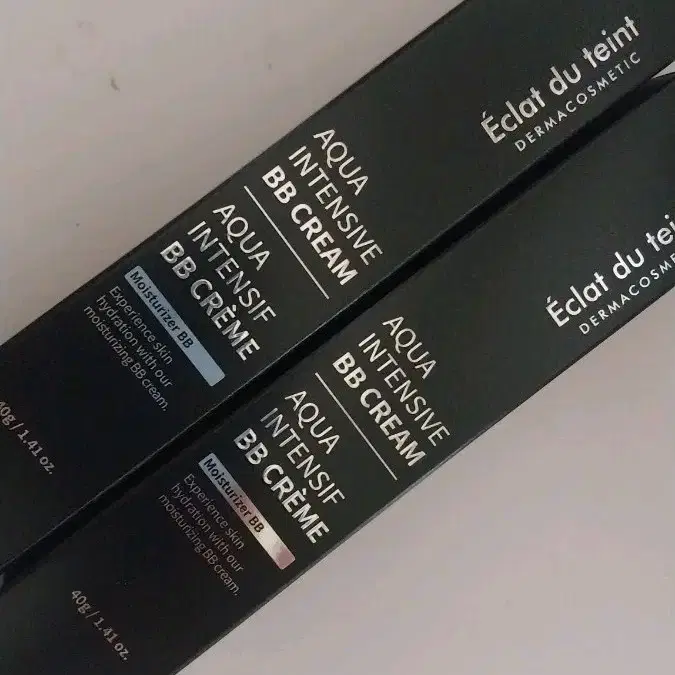 Éclat du teint
DERMACOSMETIC
AQUA
INTENSIVE
BB CREAM
AQUA
INTENSIF
BB CRÈME
Moisturizer BB
Experience skin
hydration with our
moisturizing BB cream.
40g / 1.41 oz.
Éclat du tei
DERMACOSME
AQUA
INTENSIVE
BB CREAM
AQUA
INTENSIF
BB CRÈME
Moisturizer BB
Experience skin
hydration with our
moisturizing BB cream.
40g / 1.41 oz.